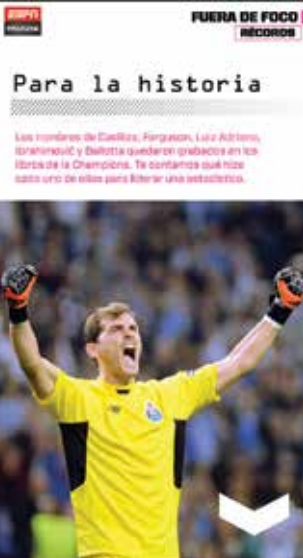 ESPN
FUERA DE FOCO
RÉCORDS
Para la historia
Los nombres de Casillas, Ferguson, Luiz Adriano,
Ibrahimović y Ballotta quedaron grabados en los
libros de la Champions. Te contamos qué hizo
cada uno de ellos para liderar una estadística.